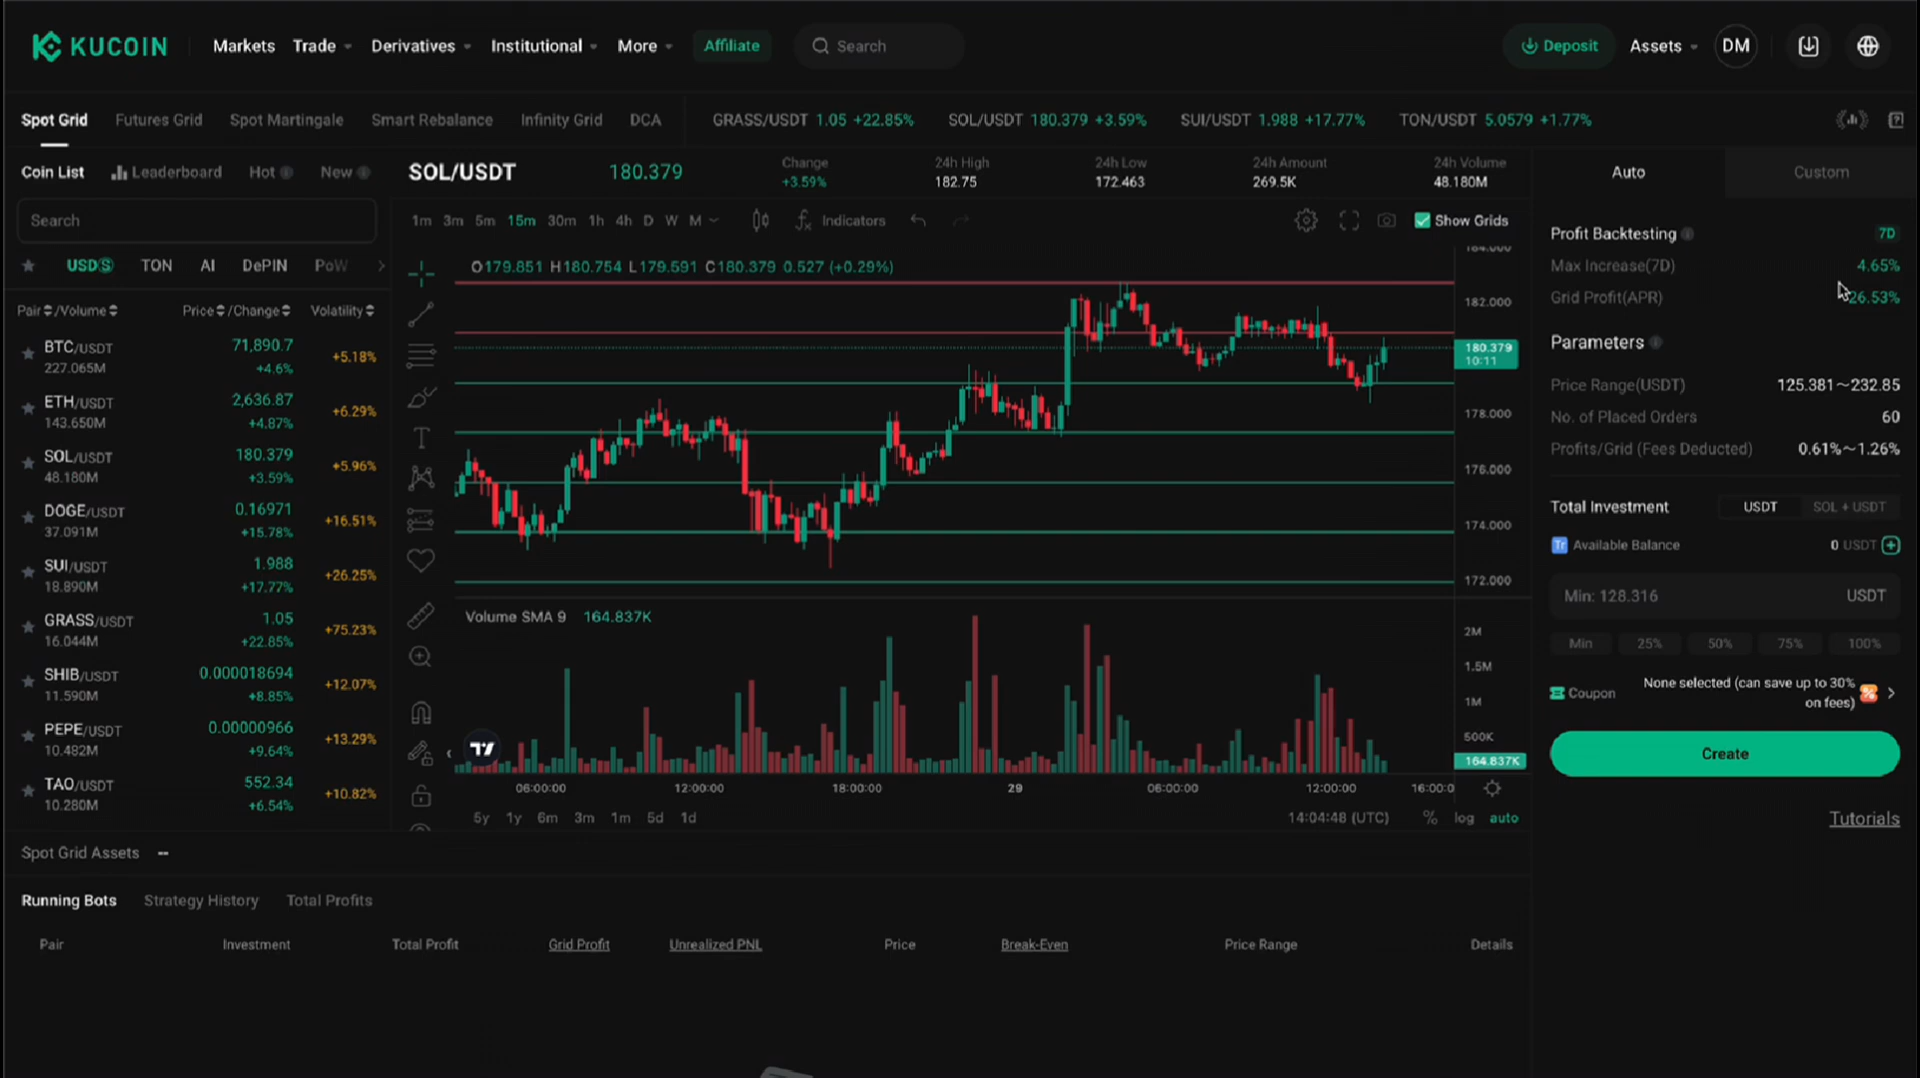 KUCOIN
Markets Trade Derivatives Institutional More Affiliate Search
Deposit Assets DM
Spot Grid Futures Grid Spot Martingale Smart Rebalance Infinity Grid DCA
GRASS/USDT 1.05 +22.85% SOL/USDT 180.379 +3.59% SUI/USDT 1.988 +17.77% TON/USDT 5.0579 +1.77%
Coin List Leaderboard Hot New
Search
USDS TON AI DePIN PoW
Pair /Volume Price /Change Volatility
BTC/USDT 71,890.7 +5.18%
227.065M +4.6%
ETH/USDT 2,636.87 +6.29%
143.650M +4.87%
SOL/USDT 180.379 +5.96%
48.180M +3.59%
DOGE/USDT 0.16971 +16.51%
37.091M +15.78%
SUI/USDT 1.988 +26.25%
18.890M +17.77%
GRASS/USDT 1.05 +75.23%
16.044M +22.85%
SHIB/USDT 0.000018694 +12.07%
11.590M +8.85%
PEPE/USDT 0.00000966 +13.29%
10.482M +9.64%
TAO/USDT 552.34 +10.82%
10.280M +6.54%
SOL/USDT 180.379
Change 24h High 24h Low 24h Amount 24h Volume
+3.59% 182.75 172.463 269.5K 48.180M
1m 3m 5m 15m 30m 1h 4h D W M Indicators Show Grids
O179.851 H180.754 L179.591 C180.379 0.527 (+0.29%)
184.000
182.000
180.379
10:11
178.000
176.000
174.000
172.000
Volume SMA 9 164.837K
2M
1.5M
1M
500K
164.837K
06:00:00 12:00:00 18:00:00 29 06:00:00 12:00:00 16:00:0
5y 1y 6m 3m 1m 5d 1d 14:04:48 (UTC) % log auto
Auto Custom
Profit Backtesting 7D
Max Increase(7D) 4.65%
Grid Profit(APR) 26.53%
Parameters
Price Range(USDT) 125.381~232.85
No. of Placed Orders 60
Profits/Grid (Fees Deducted) 0.61%~1.26%
Total Investment USDT SOL + USDT
Tr Available Balance 0 USDT
Min: 128.316 USDT
Min 25% 50% 75% 100%
Coupon None selected (can save up to 30%
on fees)
Create
Tutorials
Spot Grid Assets --
Running Bots Strategy History Total Profits
Pair Investment Total Profit Grid Profit Unrealized PNL Price Break-Even Price Range Details